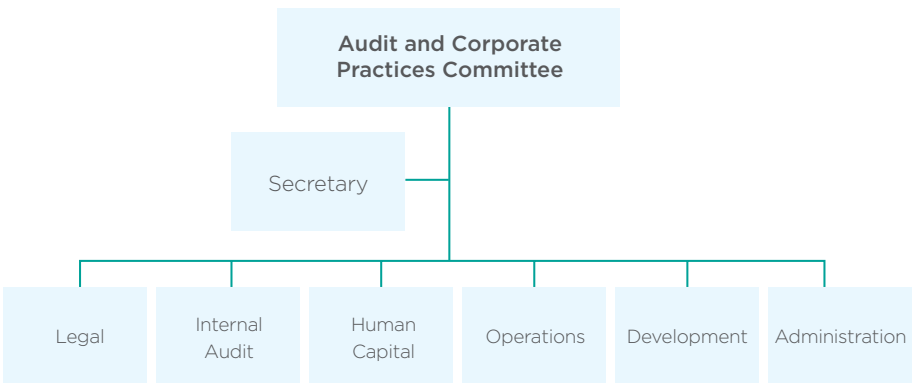 Audit and Corporate
Practices Committee
Secretary
Legal
Internal
Audit
Human
Capital
Operations
Development
Administration